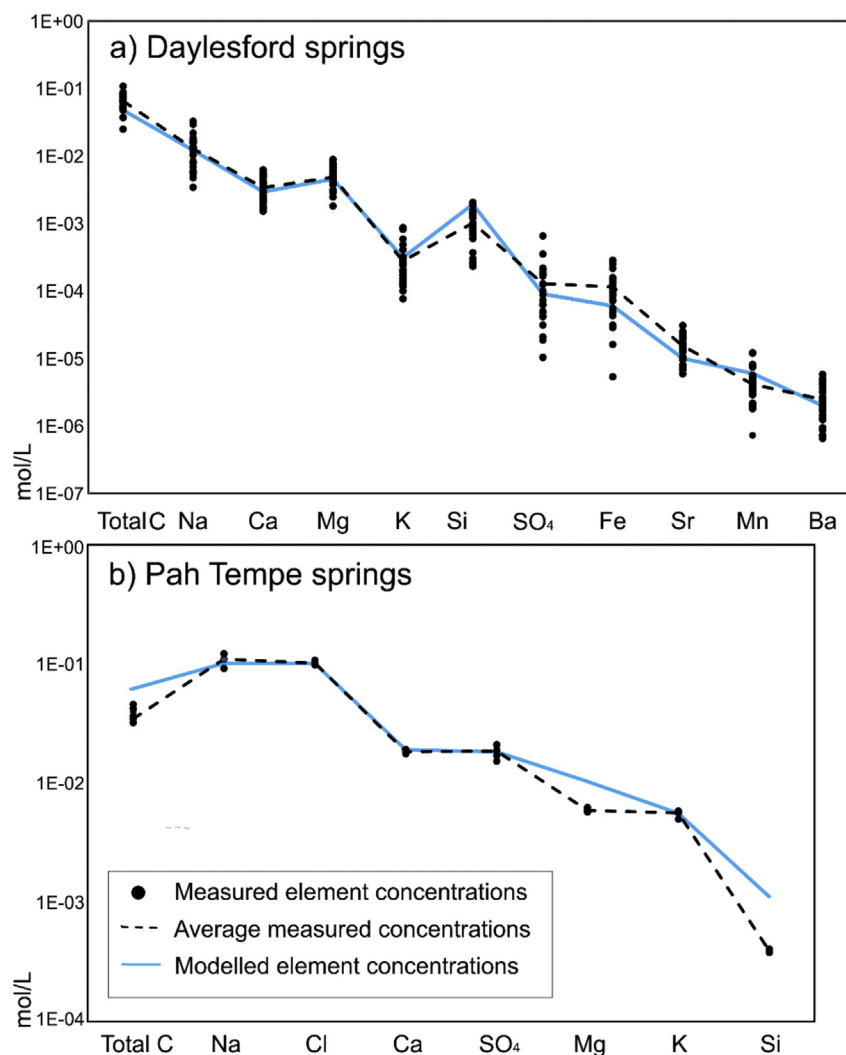 1E+00
a) Daylesford springs
1E-01
1E-02
1E-03
1E-04
1E-05
1E-06
1E-07
mol/L
Total C Na Ca Mg K Si SO₄ Fe Sr Mn Ba
1E+00
b) Pah Tempe springs
1E-01
1E-02
1E-03
1E-04
mol/L
Measured element concentrations
Average measured concentrations
Modelled element concentrations
Total C Na Cl Ca SO₄ Mg K Si